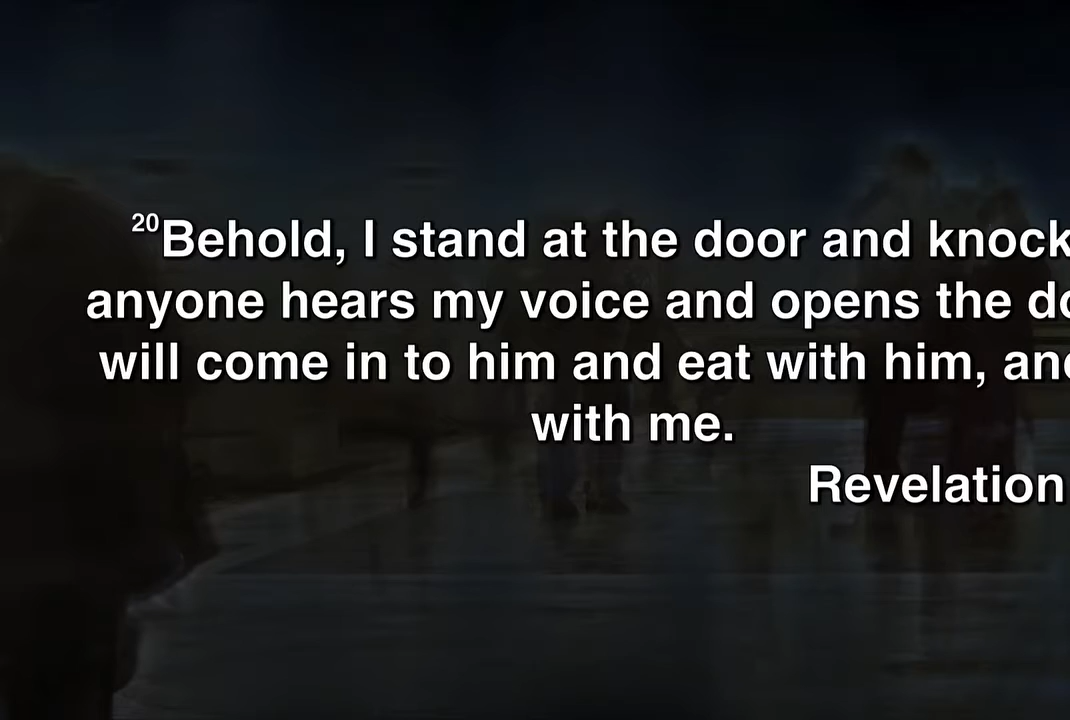 20Behold, I stand at the door and knock
anyone hears my voice and opens the
will come in to him and eat with him,
with me.
Revelation